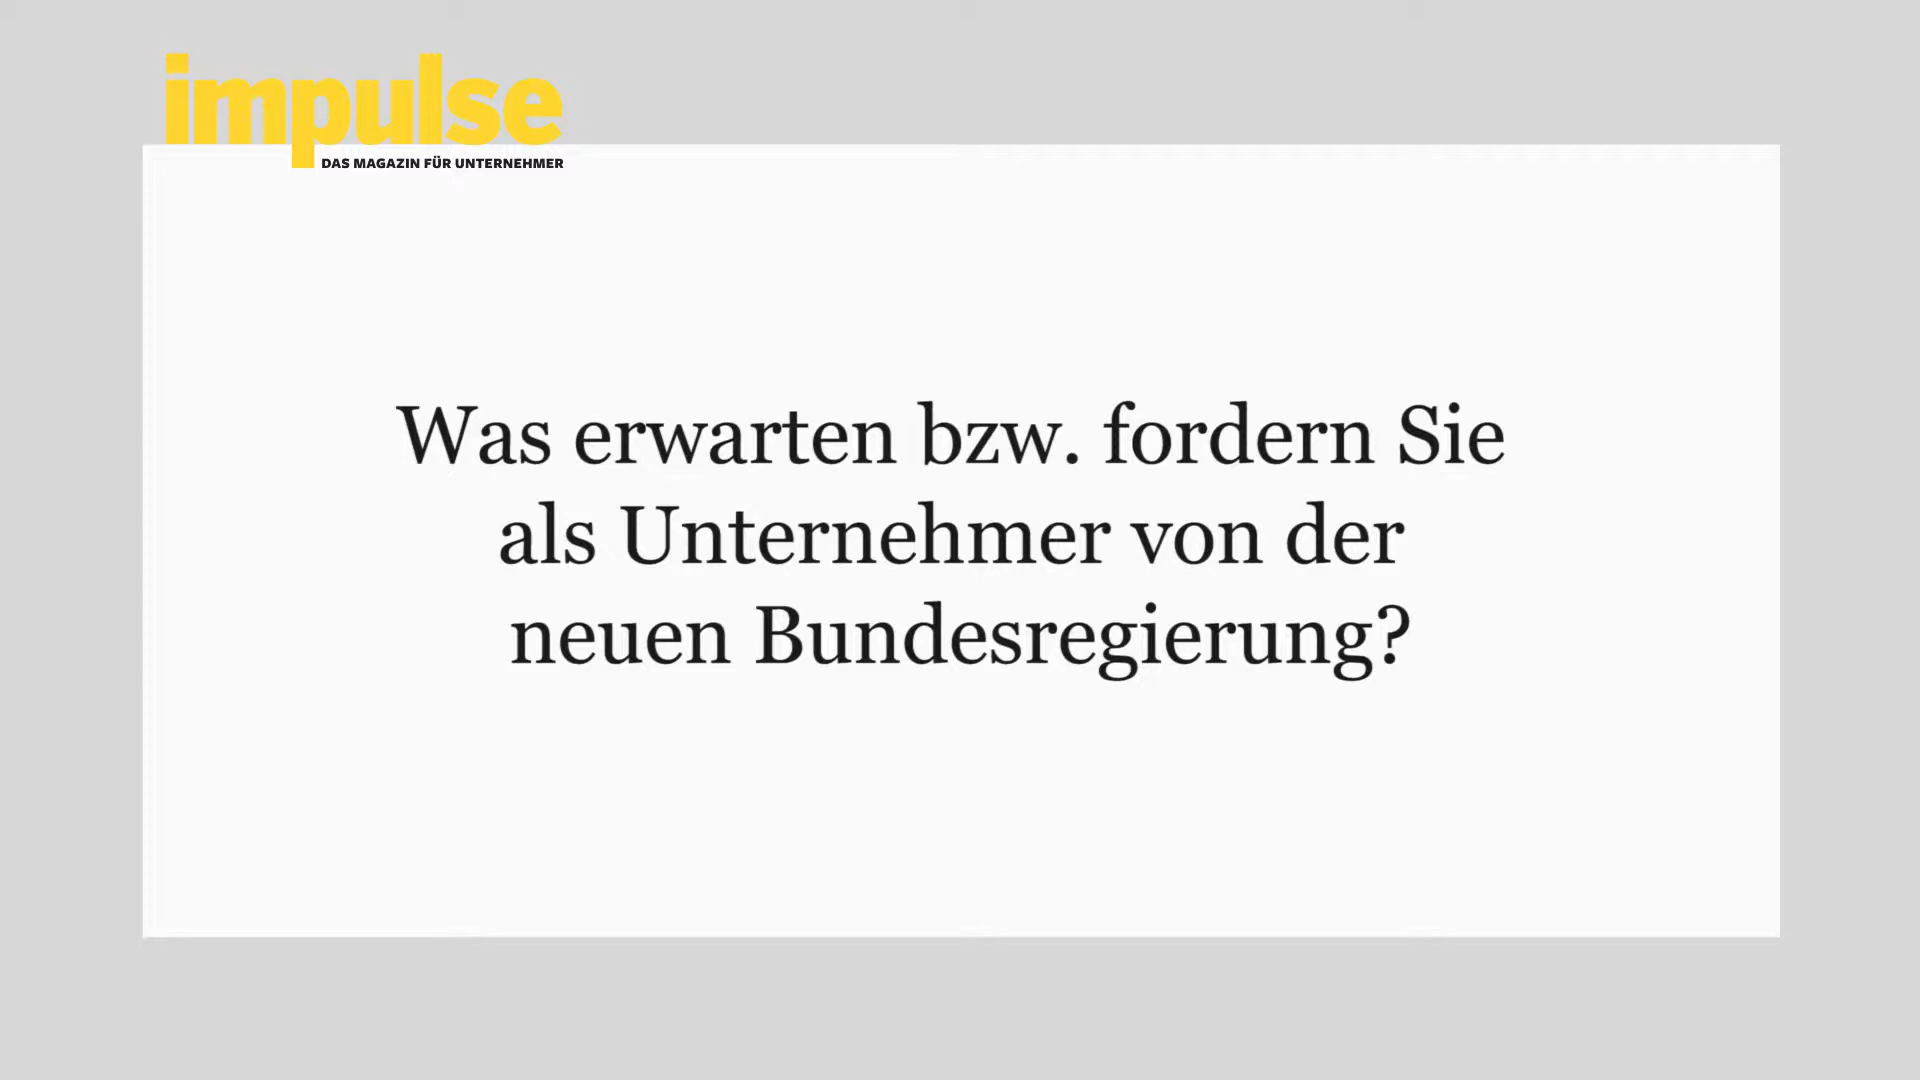 impulse
DAS MAGAZIN FÜR UNTERNEHMER
Was erwarten bzw. fordern Sie
als Unternehmer von der
neuen Bundesregierung?